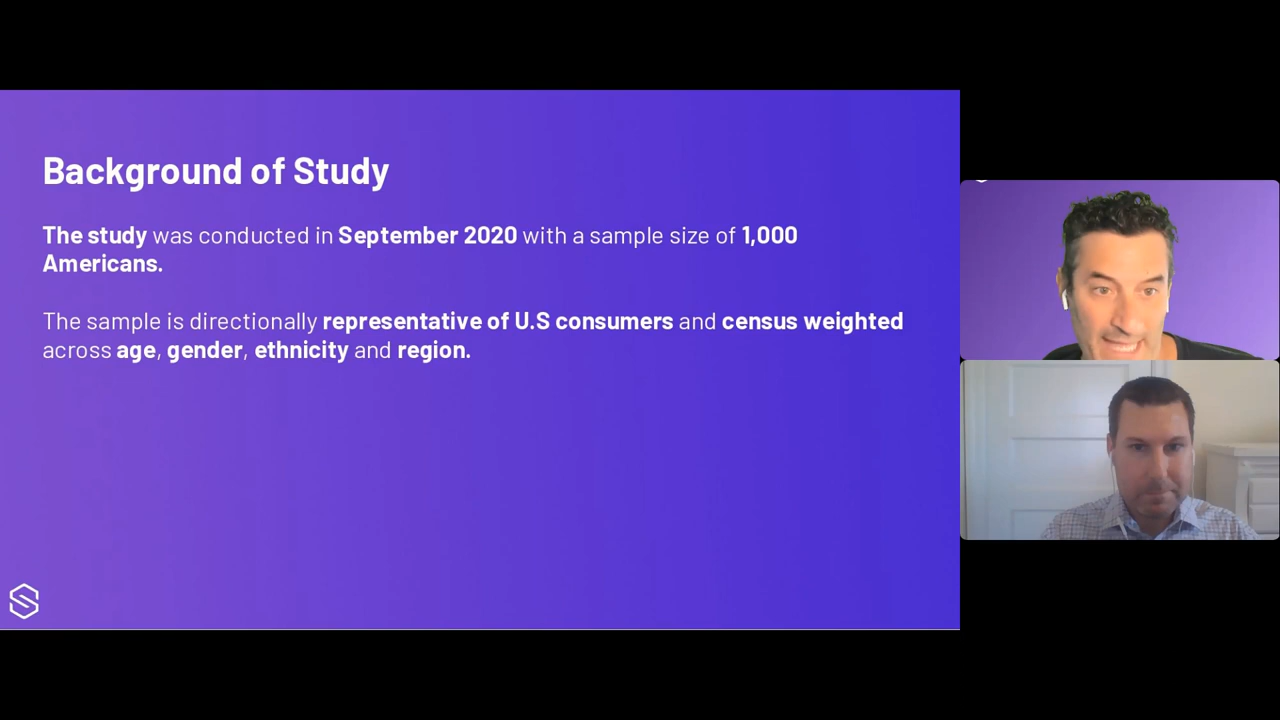 Background of Study
The study was conducted in September 2020 with a sample size of 1,000
Americans.
The sample is directionally representative of U.S consumers and census weighted
across age, gender, ethnicity and region.